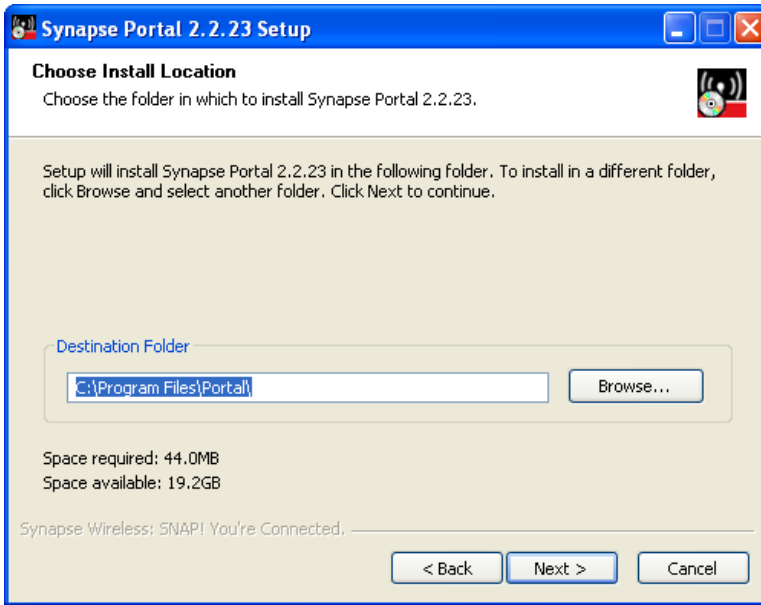 Synapse Portal 2.2.23 Setup
Choose Install Location
Choose the folder in which to install Synapse Portal 2.2.23.
Setup will install Synapse Portal 2.2.23 in the following folder. To install in a different folder,
click Browse and select another folder. Click Next to continue.
Destination Folder
C:\Program Files\Portal\
Browse...
Space required: 44.0MB
Space available: 19.2GB
Synapse Wireless: SNAP! You're Connected.
< Back
Next >
Cancel